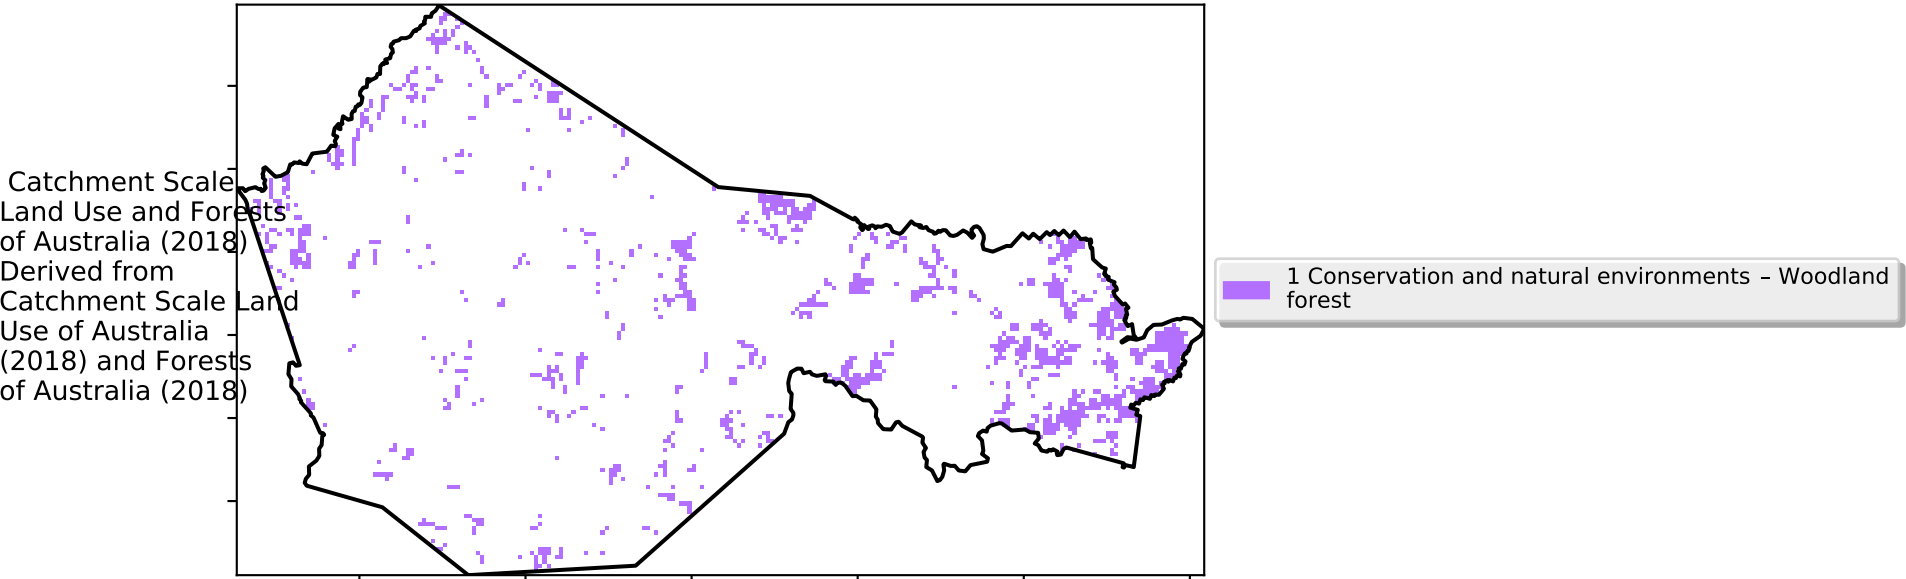 Catchment Scale
Land Use and Forests
of Australia (2018)
Derived from
Catchment Scale Land
Use of Australia
(2018) and Forests
of Australia (2018)
1 Conservation and natural environments – Woodland
forest